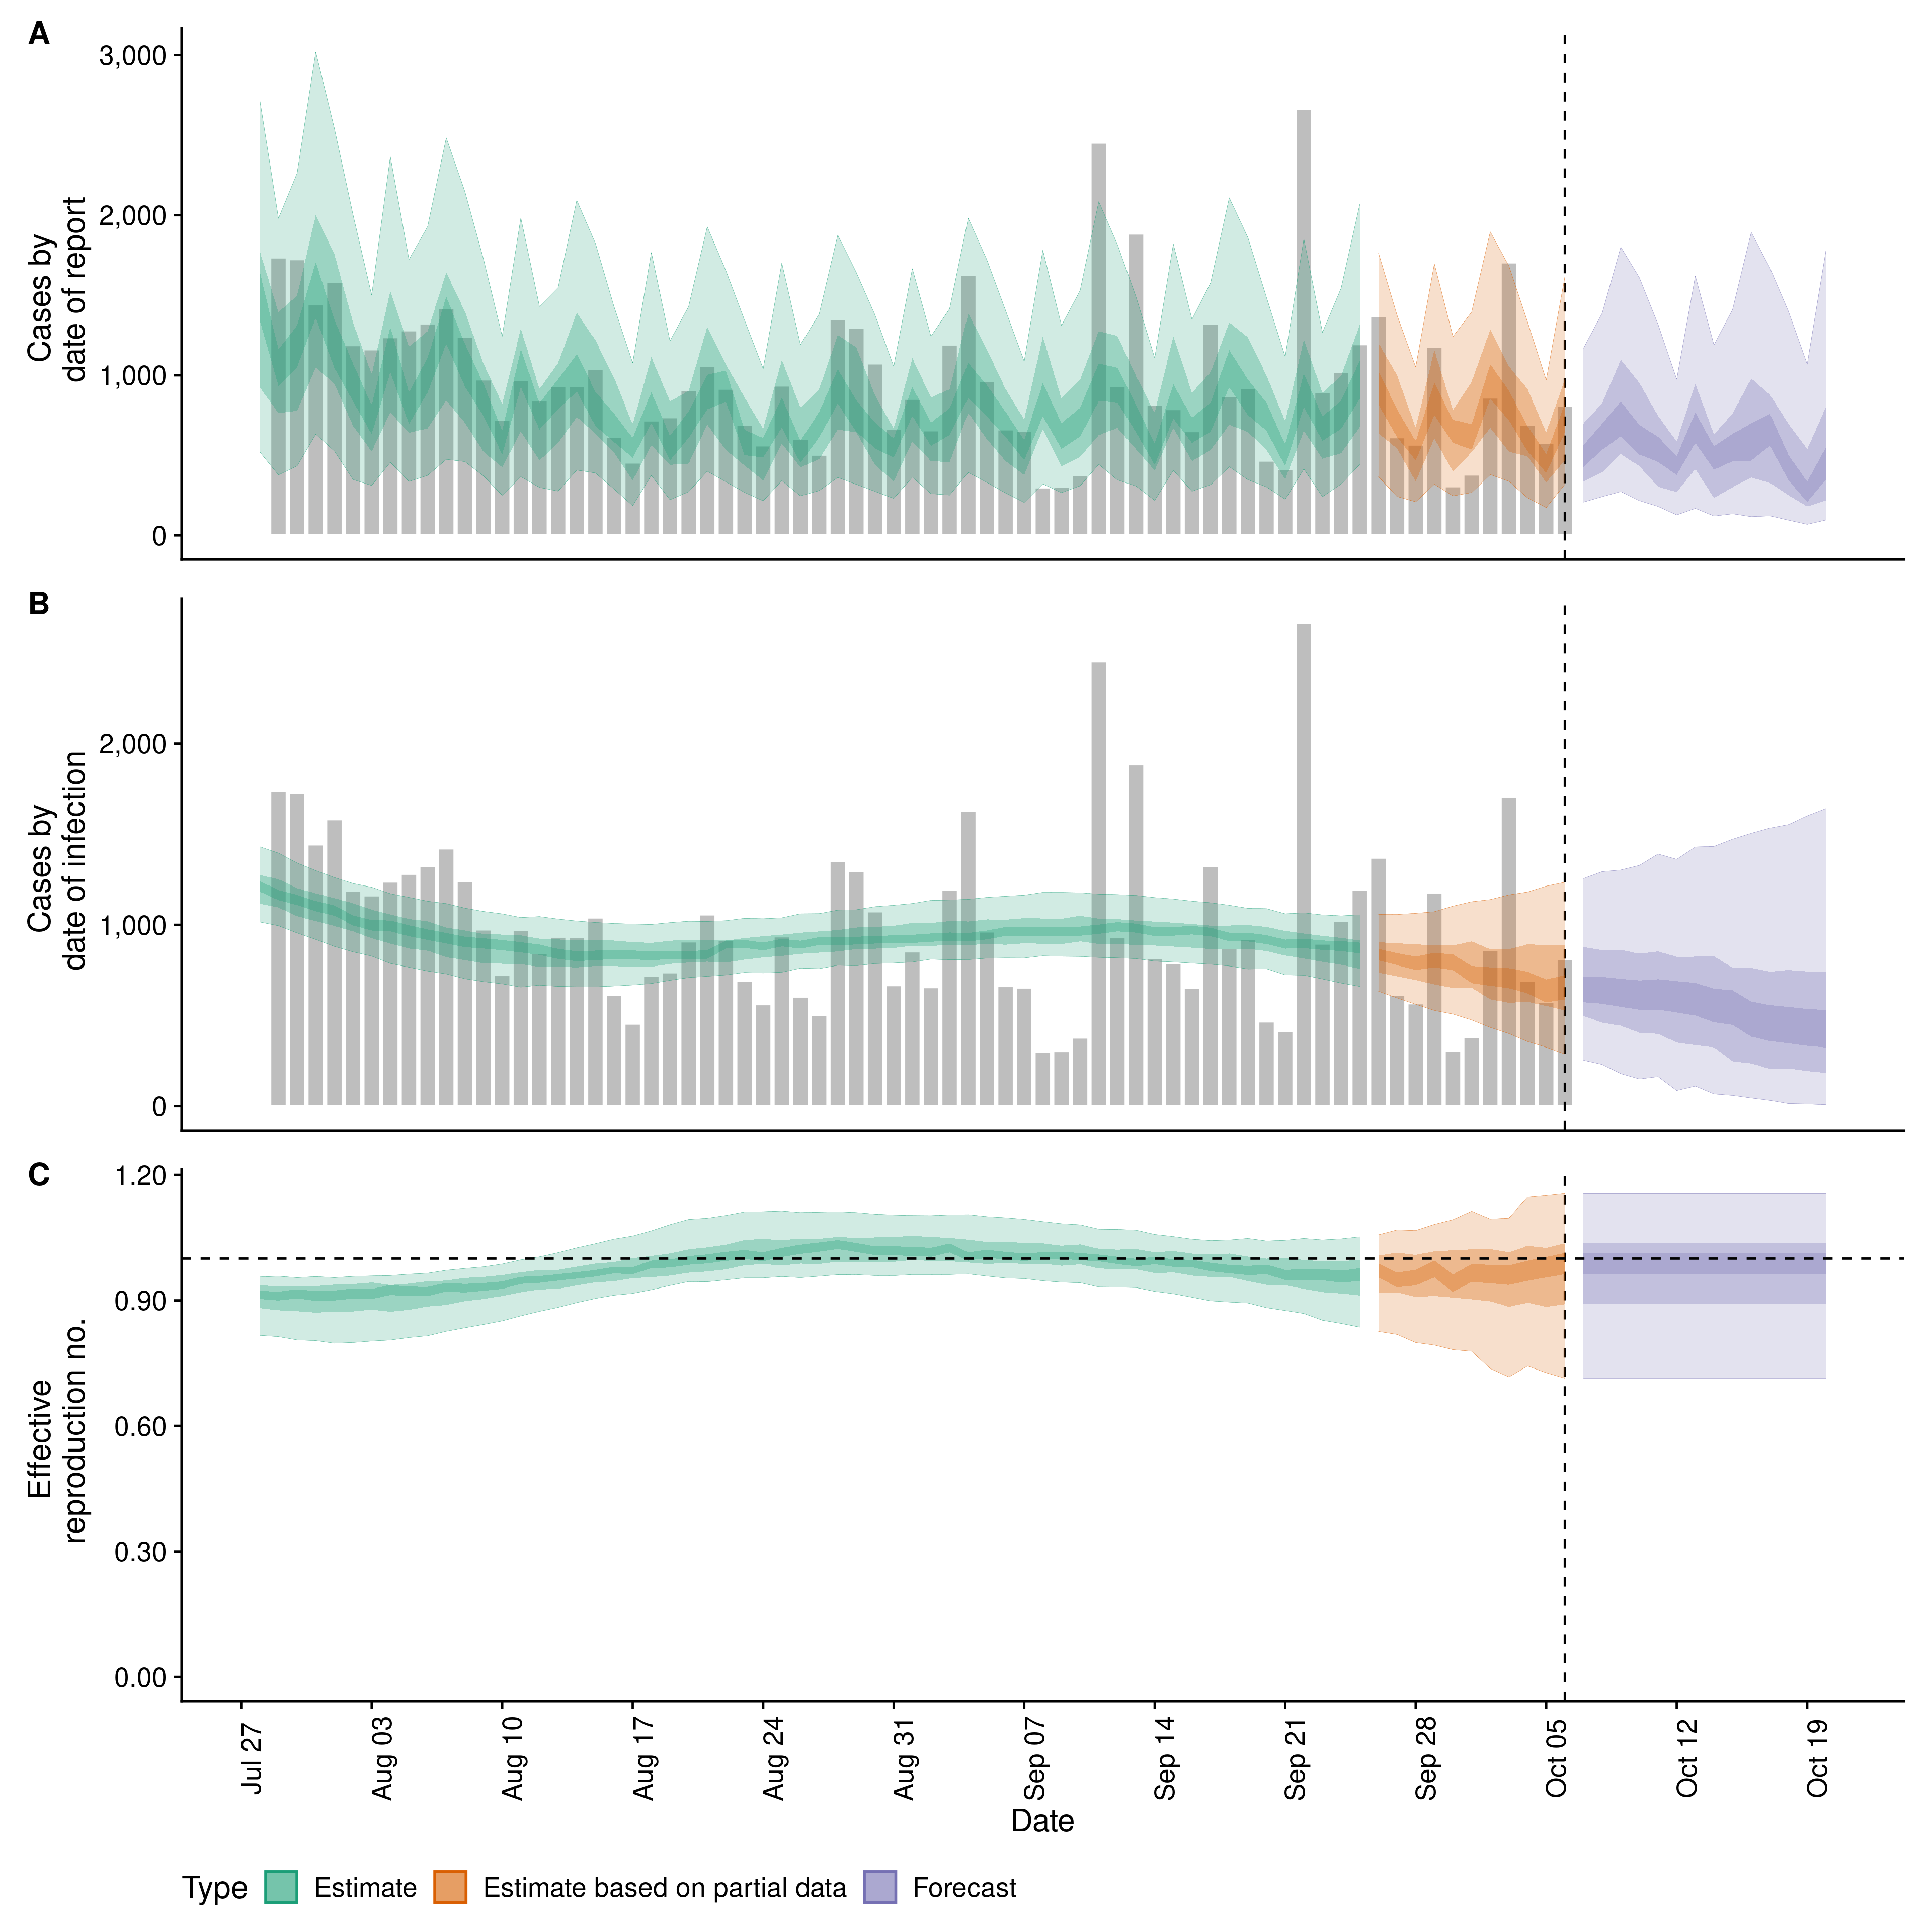 A
Cases by
date of report
3,000
2,000
1,000
0
B
Cases by
date of infection
2,000
1,000
0
C
Effective
reproduction no.
1.20
0.90
0.60
0.30
0.00
Jul 27
Aug 03
Aug 10
Aug 17
Aug 24
Aug 31
Sep 07
Sep 14
Sep 21
Sep 28
Oct 05
Oct 12
Oct 19
Date
Type Estimate Estimate based on partial data Forecast